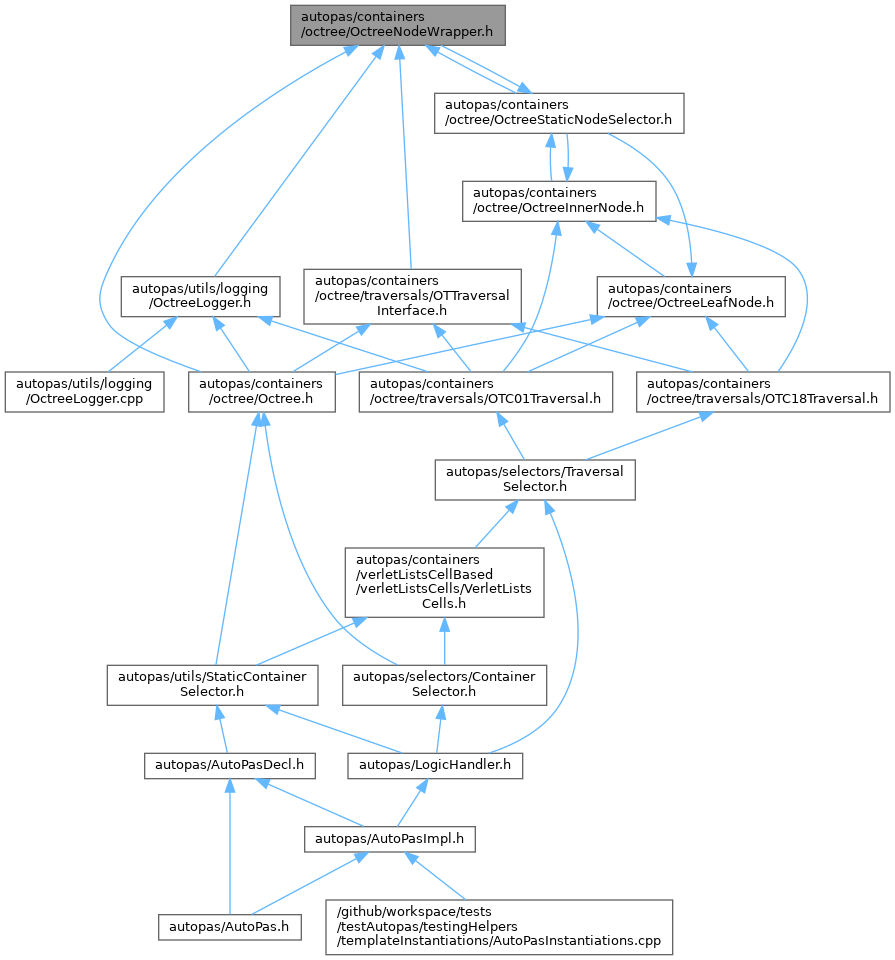 autopas/containers
/octree/OctreeNodeWrapper.h
autopas/containers
/octree/OctreeStaticNodeSelector.h
autopas/containers
/octree/OctreeInnerNode.h
autopas/utils/logging
/OctreeLogger.h
autopas/containers
/octree/traversals/OTTraversal
Interface.h
autopas/containers
/octree/OctreeLeafNode.h
autopas/utils/logging
/OctreeLogger.cpp
autopas/containers
/octree/Octree.h
autopas/containers
/octree/traversals/OTC01Traversal.h
autopas/containers
/octree/traversals/OTC18Traversal.h
autopas/selectors/Traversal
Selector.h
autopas/containers
/verletListsCellBased
/verletListsCells/VerletLists
Cells.h
autopas/utils/StaticContainer
Selector.h
autopas/selectors/Container
Selector.h
autopas/AutoPasDecl.h
autopas/LogicHandler.h
autopas/AutoPasImpl.h
autopas/AutoPas.h
/github/workspace/tests
/testAutopas/testingHelpers
/templateInstantiations/AutoPasInstantiations.cpp